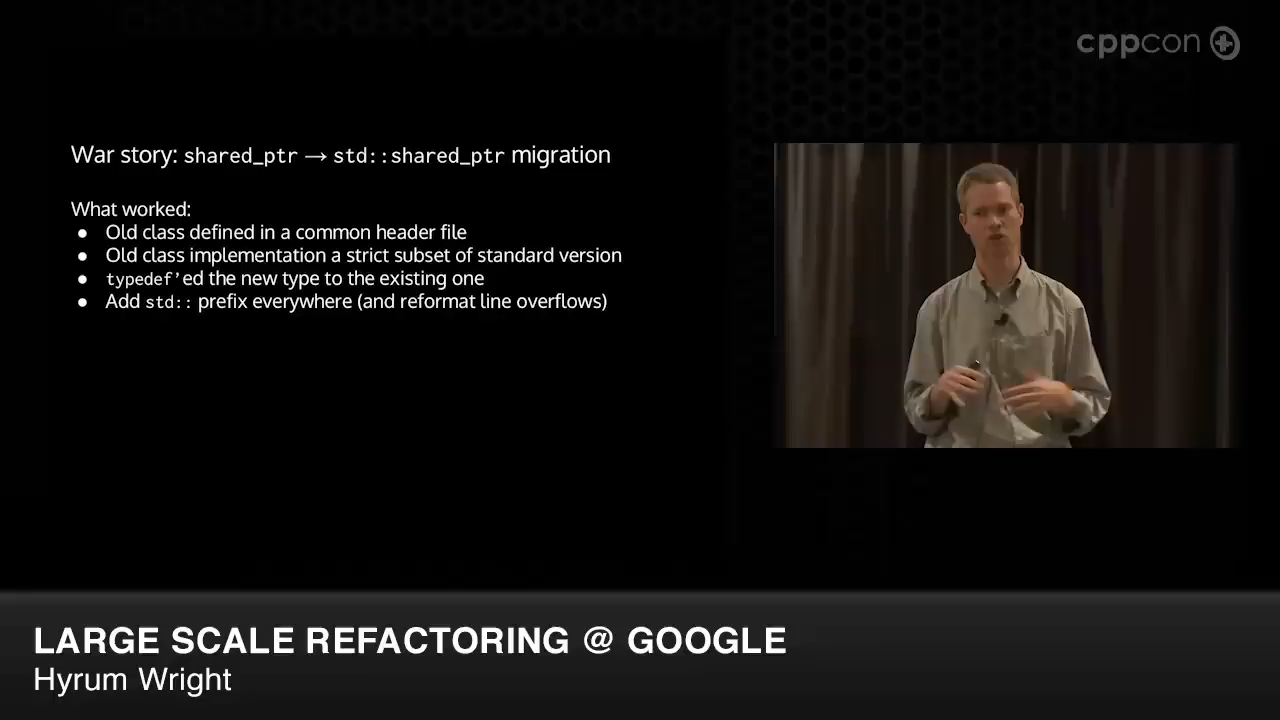 cppcon
War story: shared_ptr → std::shared_ptr migration
What worked:
● Old class defined in a common header file
● Old class implementation a strict subset of standard version
● typedef’ed the new type to the existing one
● Add std:: prefix everywhere (and reformat line overflows)
LARGE SCALE REFACTORING @ GOOGLE
Hyrum Wright